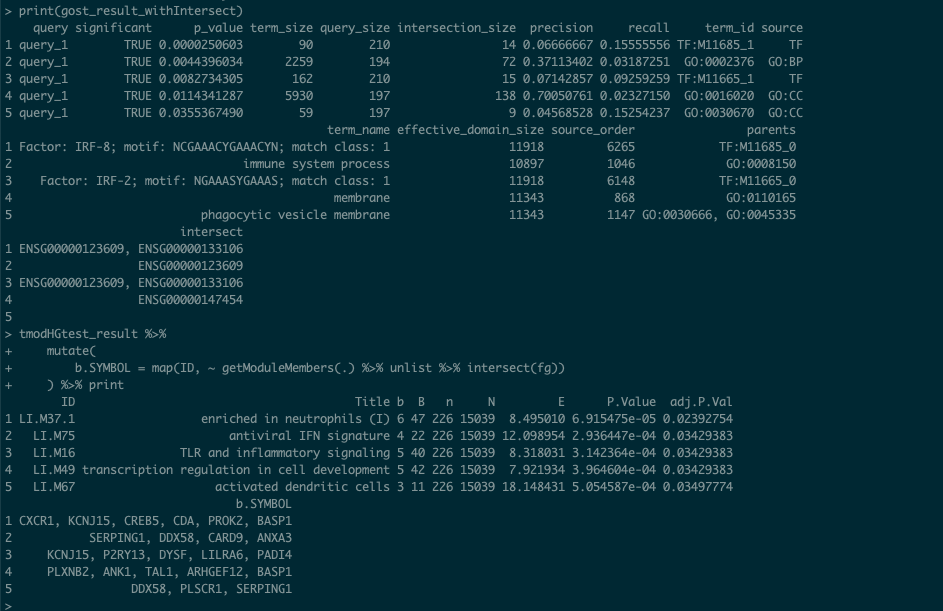 > print(gost_result_withIntersect)
    query significant      p_value term_size query_size intersection_size  precision     recall    term_id source
1 query_1        TRUE 0.0000250603        90        210                14 0.06666667 0.15555556 TF:M11685_1     TF
2 query_1        TRUE 0.0044396034      2259        194                72 0.37113402 0.03187251 GO:0002376  GO:BP
3 query_1        TRUE 0.0082734305       162        210                15 0.07142857 0.09259259 TF:M11665_1     TF
4 query_1        TRUE 0.0114341287      5930        197               138 0.70050761 0.02327150 GO:0016020  GO:CC
5 query_1        TRUE 0.0355367490        59        197                 9 0.04568528 0.15254237 GO:0030670  GO:CC
term_name effective_domain_size source_order                parents
1 Factor: IRF-8; motif: NCGAAACYGAAACYN; match class: 1                 11918         6265            TF:M11685_0
2                                 immune system process                 10897         1046             GO:0008150
3    Factor: IRF-2; motif: NGAAASYGAAAS; match class: 1                 11918         6148            TF:M11665_0
4                                              membrane                 11343          868             GO:0110165
5                           phagocytic vesicle membrane                 11343         1147 GO:0030666, GO:0045335
intersect
1 ENSG00000123609, ENSG00000133106
2                  ENSG00000123609
3 ENSG00000123609, ENSG00000133106
4                  ENSG00000147454
5
> tmodHGtest_result %>%
+     mutate(
+         b.SYMBOL = map(ID, ~ getModuleMembers(.) %>% unlist %>% intersect(fg))
+     ) %>% print
ID                                    Title b  B   n     N         E      P.Value  adj.P.Val
1 LI.M37.1                enriched in neutrophils (I) 6 47 226 15039  8.495010 6.915475e-05 0.02392754
2   LI.M75                    antiviral IFN signature 4 22 226 15039 12.098954 2.936447e-04 0.03429383
3   LI.M16             TLR and inflammatory signaling 5 40 226 15039  8.318031 3.142364e-04 0.03429383
4   LI.M49 transcription regulation in cell development 5 42 226 15039  7.921934 3.964604e-04 0.03429383
5   LI.M67                  activated dendritic cells 3 11 226 15039 18.148431 5.054587e-04 0.03497774
b.SYMBOL
1 CXCR1, KCNJ15, CREB5, CDA, PROK2, BASP1
2          SERPING1, DDX58, CARD9, ANXA3
3     KCNJ15, P2RY13, DYSF, LILRA6, PADI4
4     PLXNB2, ANK1, TAL1, ARHGEF12, BASP1
5                DDX58, PLSCR1, SERPING1
>